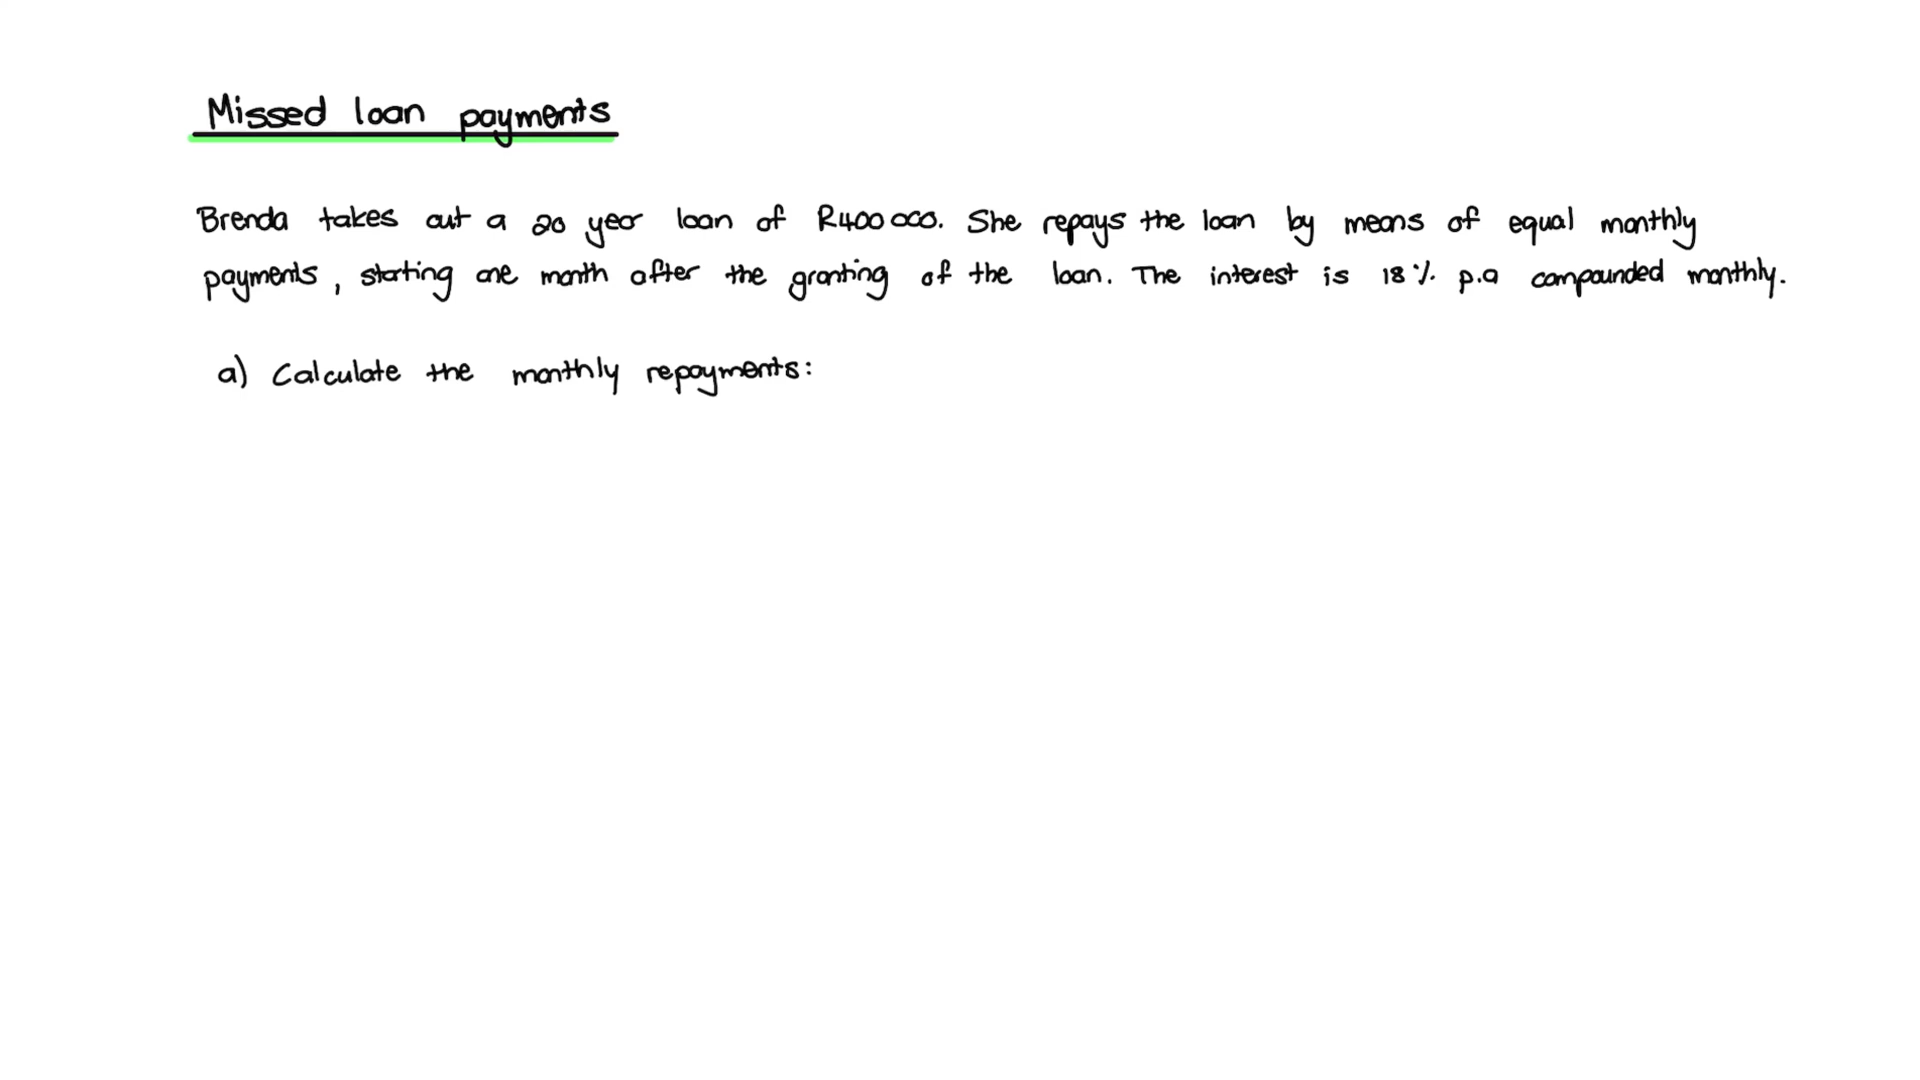 Missed loan payments
Brenda takes out a 20 year loan of R400 000. She repays the loan by means of equal monthly
payments, starting one month after the granting of the loan. The interest is 18% p.a compounded monthly.
a) Calculate the monthly repayments: